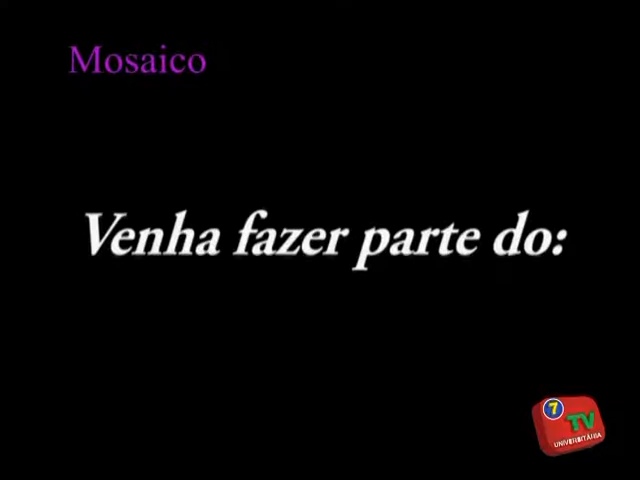 Mosaico
Venha fazer parte do:
7
TV
UNIVERSITÁRIA